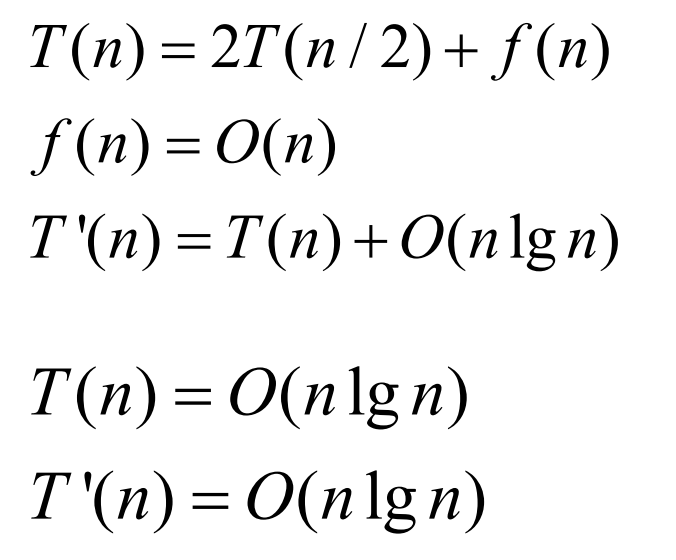 T(n) = 2T(n / 2) + f(n)
f(n) = O(n)
T'(n) = T(n) + O(n lg n)
T(n) = O(n lg n)
T'(n) = O(n lg n)